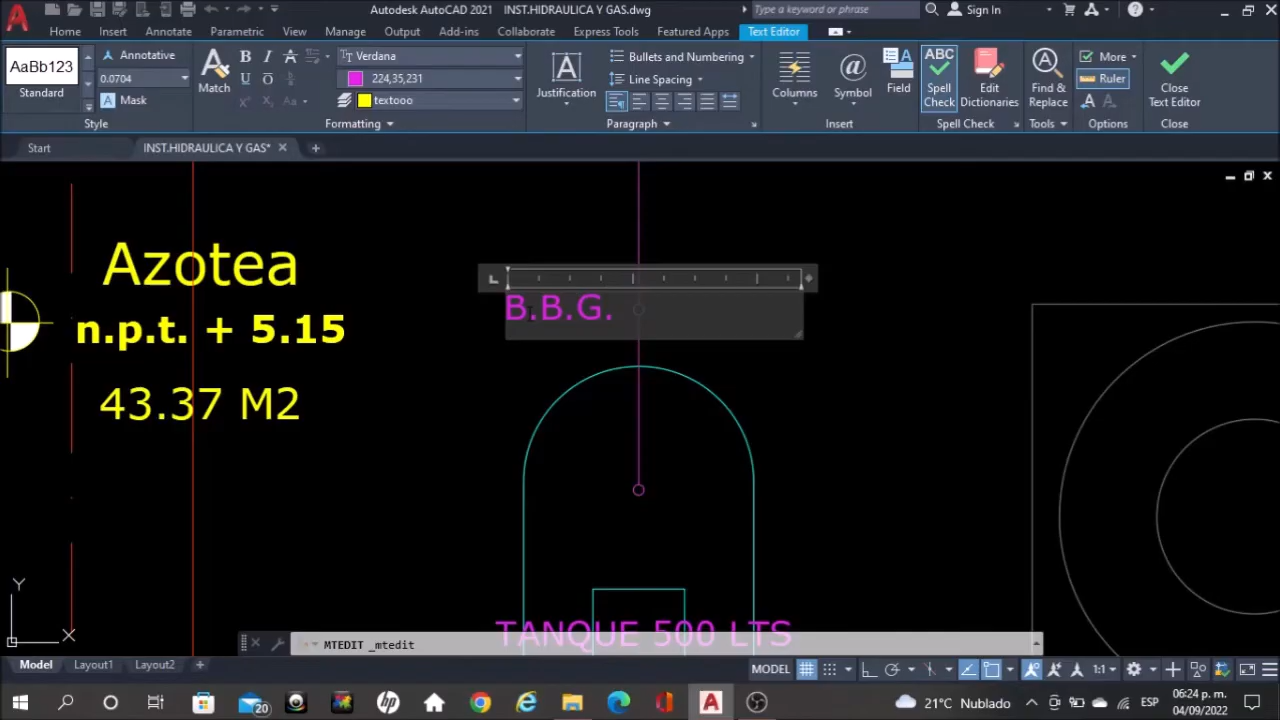 Autodesk AutoCAD 2021 INST.HIDRAULICA Y GAS.dwg
Type a keyword or phrase
Sign In
Home Insert Annotate Parametric View Manage Output Add-ins Collaborate Express Tools Featured Apps Text Editor
AaBb123
Standard
Annotative
0.0704
Mask
Style
Match
B I A
U O
Aa
Verdana
224,35,231
textooo
Formatting
Justification
Bullets and Numbering
Line Spacing
Paragraph
Columns
Symbol
Field
Insert
ABC
Spell
Check
Edit
Dictionaries
Spell Check
Find &
Replace
Tools
More
Ruler
Options
Close
Text Editor
Close
Start
INST.HIDRAULICA Y GAS*
Azotea
n.p.t. + 5.15
43.37 M2
B.B.G.
TANQUE 500 LTS
Y
X
MTEDIT _mtedit
Model Layout1 Layout2
MODEL
1:1
20
21°C Nublado
ESP
06:24 p. m.
04/09/2022